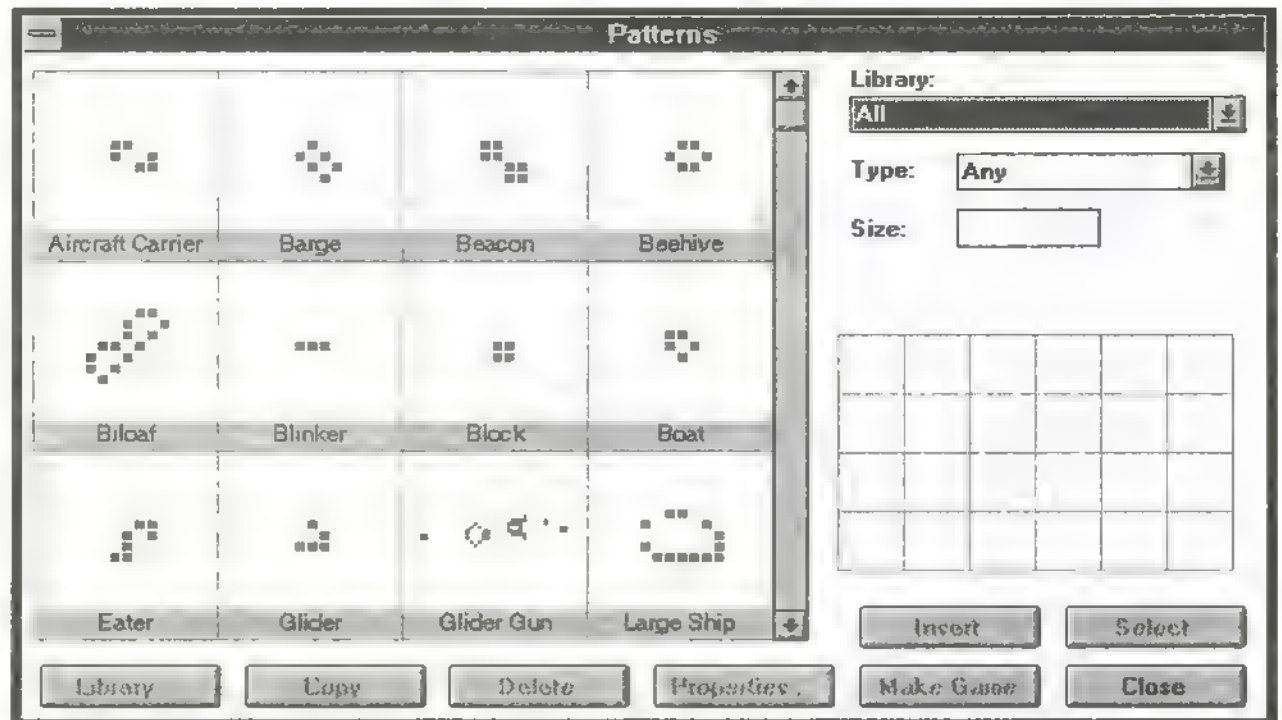 Patterns
Library:
All
Type: Any
Size:
Aircraft Carrier Barge Beacon Beehive
Biloaf Blinker Block Boat
Eater Glider Glider Gun Large Ship
Invert Select
Library Copy Delete Properties . Make Game Close